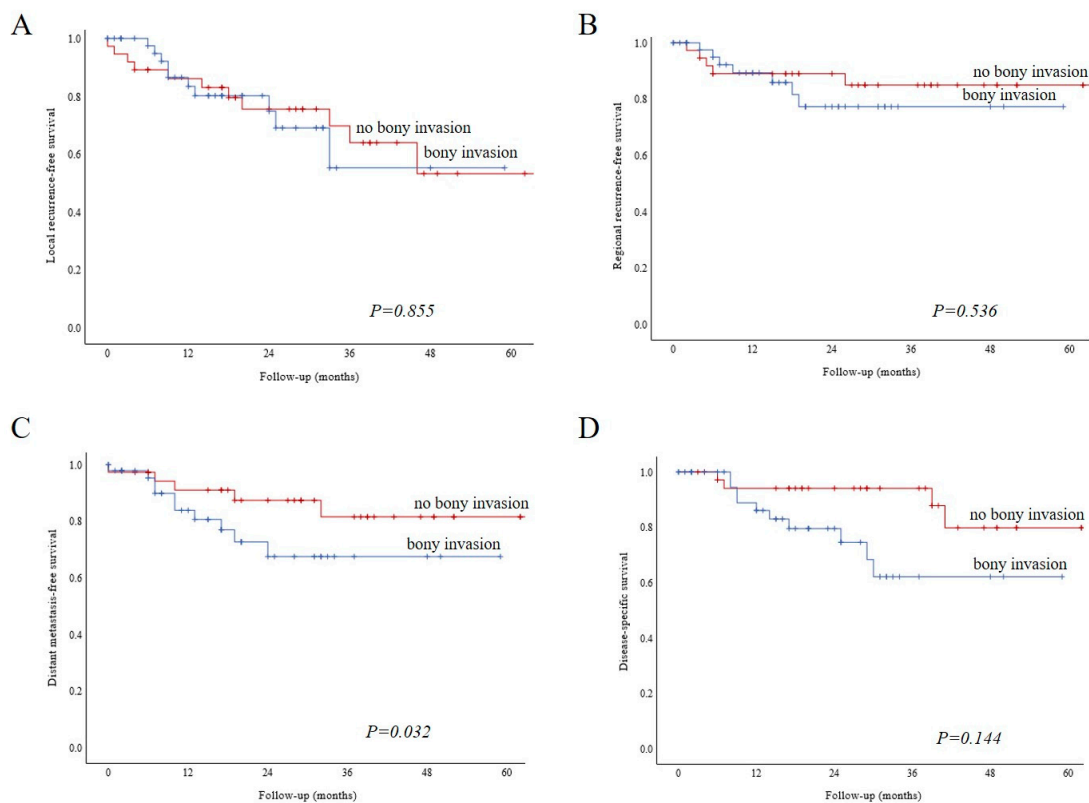 A
Local recurrence-free survival
1.0
0.8
0.6
0.4
0.2
0.0
no bony invasion
bony invasion
P=0.855
0 12 24 36 48 60
Follow-up (months)
B
Regional recurrence-free survival
1.0
0.8
0.6
0.4
0.2
0.0
no bony invasion
bony invasion
P=0.536
0 12 24 36 48 60
Follow-up (months)
C
Distant metastasis-free survival
1.0
0.8
0.6
0.4
0.2
0.0
no bony invasion
bony invasion
P=0.032
0 12 24 36 48 60
Follow-up (months)
D
Disease-specific survival
1.0
0.8
0.6
0.4
0.2
0.0
no bony invasion
bony invasion
P=0.144
0 12 24 36 48 60
Follow-up (months)